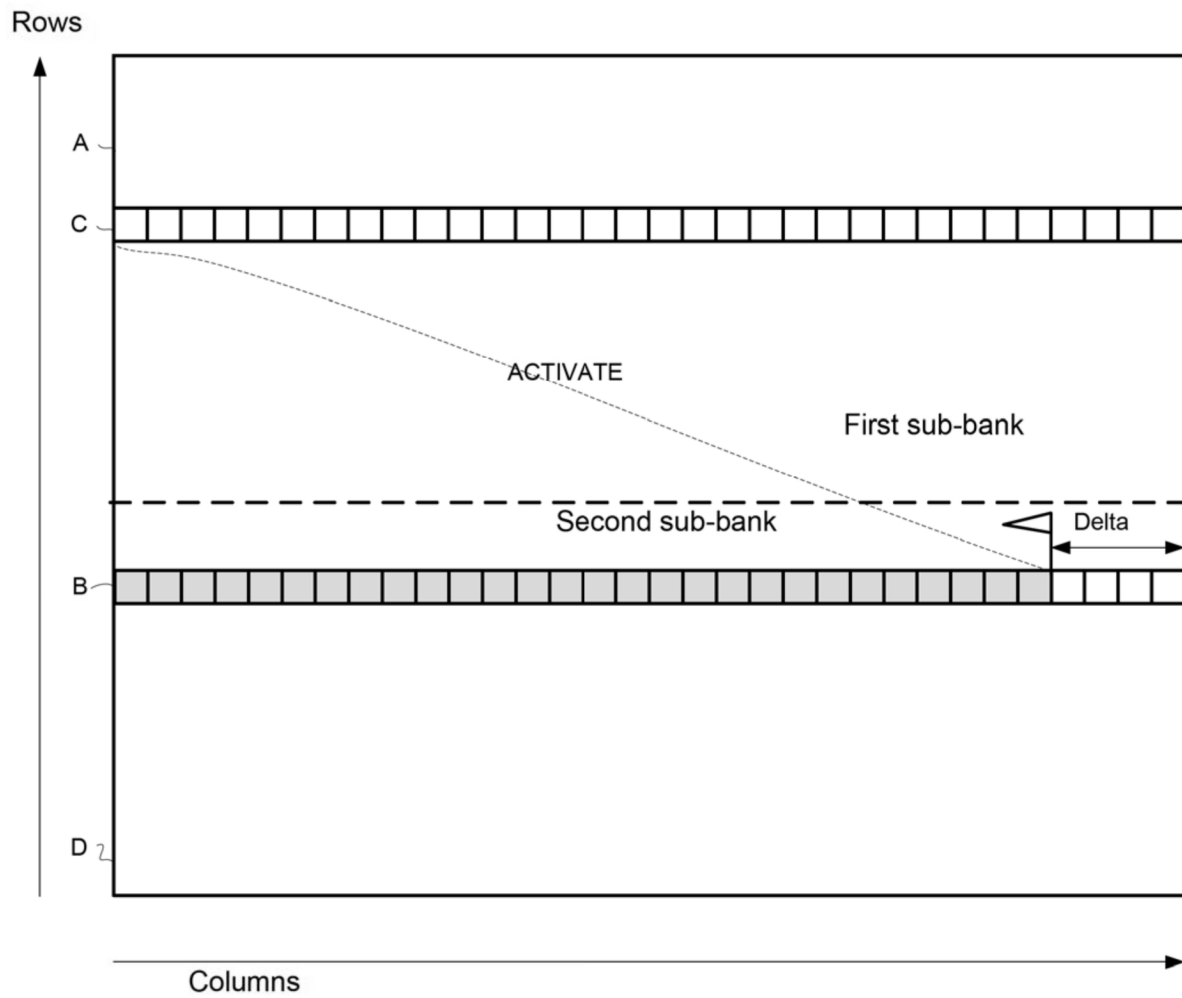 Rows
A
C
ACTIVATE
First sub-bank
Second sub-bank
Delta
B
D
Columns